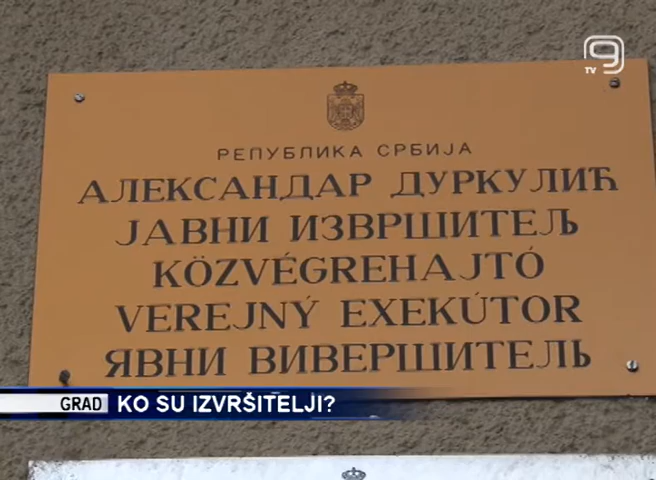 9
TV
РЕПУБЛИКА СРБИЈА
АЛЕКСАНДАР ДУРКУЛИЋ
ЈАВНИ ИЗВРШИТЕЉ
KÖZVÉGREHAJTÓ
VEREJNÝ EXEKÚTOR
ЯВНИ ВИВЕРШИТЕЛЬ
GRAD KO SU IZVRŠITELJI?